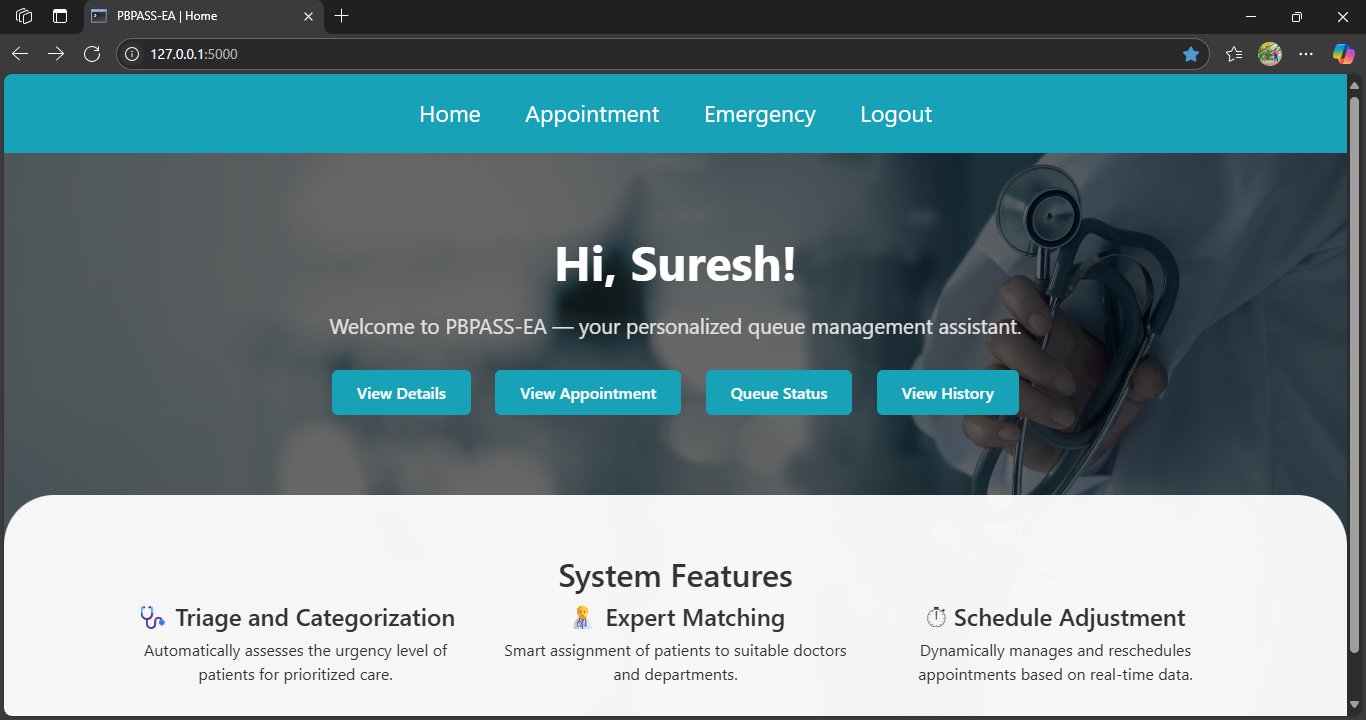 PBPASS-EA | Home
127.0.0.1:5000
Home Appointment Emergency Logout
Hi, Suresh!
Welcome to PBPASS-EA — your personalized queue management assistant.
View Details View Appointment Queue Status View History
System Features
Triage and Categorization
Automatically assesses the urgency level of
patients for prioritized care.
Expert Matching
Smart assignment of patients to suitable doctors
and departments.
Schedule Adjustment
Dynamically manages and reschedules
appointments based on real-time data.